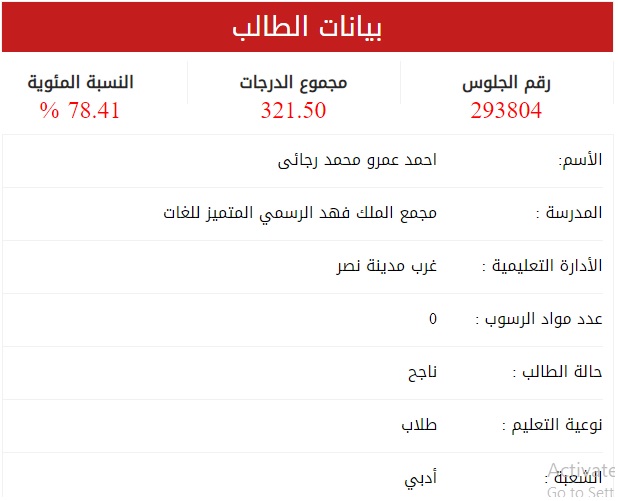 بيانات الطالب
رقم الجلوس مجموع الدرجات النسبة المئوية
293804 321.50 78.41 %
الأسم: احمد عمرو محمد رجائى
المدرسة : مجمع الملك فهد الرسمي المتميز للغات
الأدارة التعليمية : غرب مدينة نصر
عدد مواد الرسوب : 0
حالة الطالب : ناجح
نوعية التعليم : طلاب
الشعبة : أدبي
Activate
Go to Sett